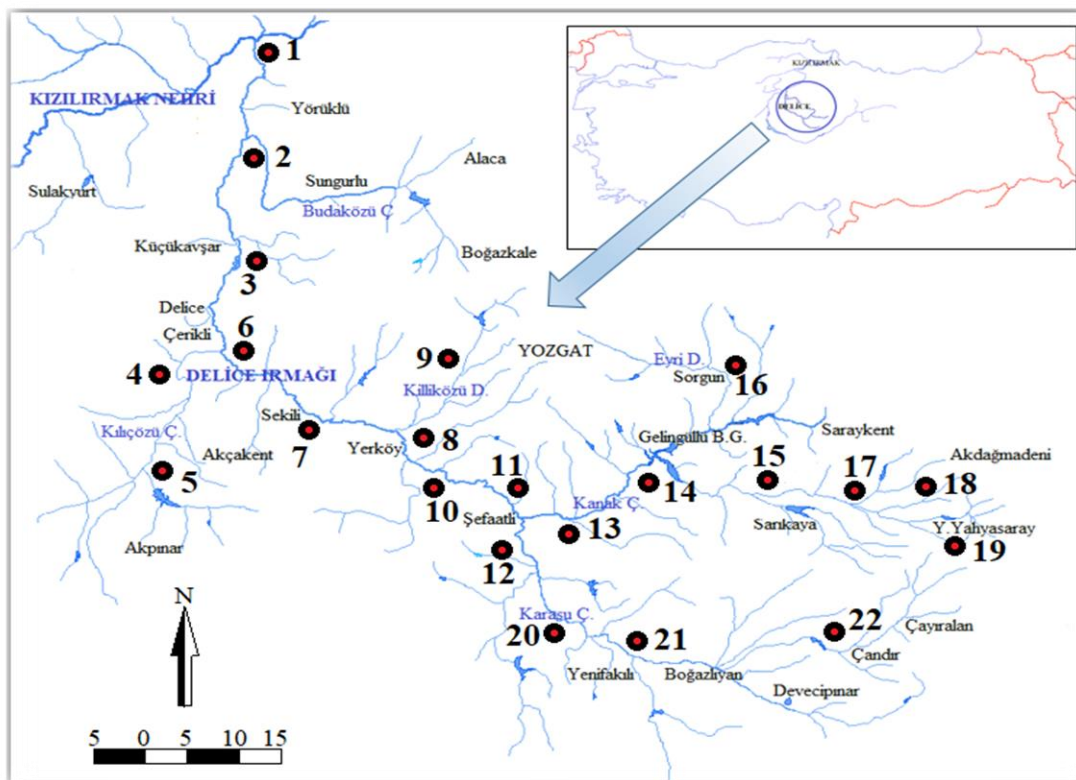 1
KIZILIRMAK NEHRİ
Yörüklü
2
Alaca
Sungurlu
Sulakyurt
Budaközü Ç
Küçükavşar
Boğazkale
3
Delice
6
Çerikli
4
DELİCE IRMAĞI
9
YOZGAT
Killiközü D.
Eyri D.
Sorgun
16
Sekili
Kılıçözü Ç.
7
Yerköy
8
Akçakent
5
Gelingüllü B.G.
Saraykent
11
15
17
Akdağmadeni
18
10
14
Kanak Ç.
Şefaatli
13
Sarıkaya
Y.Yahyasaray
19
Akpınar
12
N
Karasu Ç.
20
21
22
Çayıralan
Çandır
Yenifakılı
Boğazlıyan
Devecipınar
5 0 5 10 15
KIZILIRMAK
DELİCE